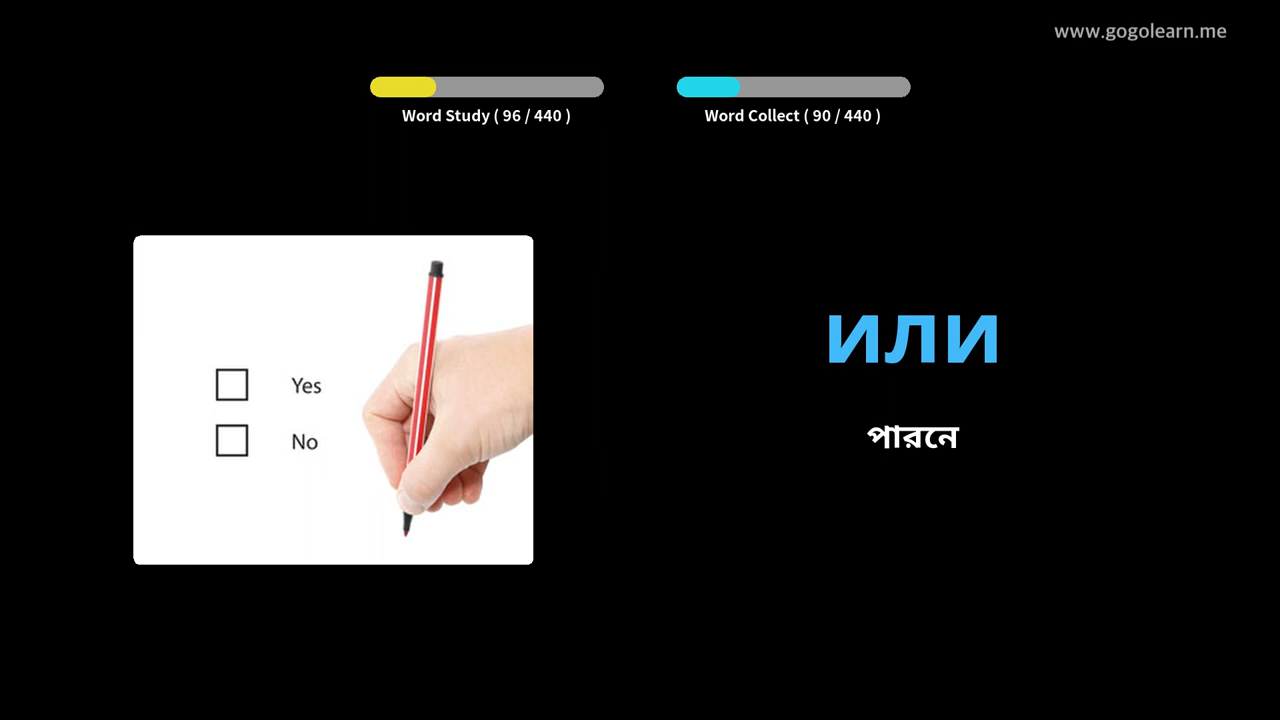 www.gogolearn.me
Word Study ( 96 / 440 )
Word Collect ( 90 / 440 )
Yes
No
или
পারনে